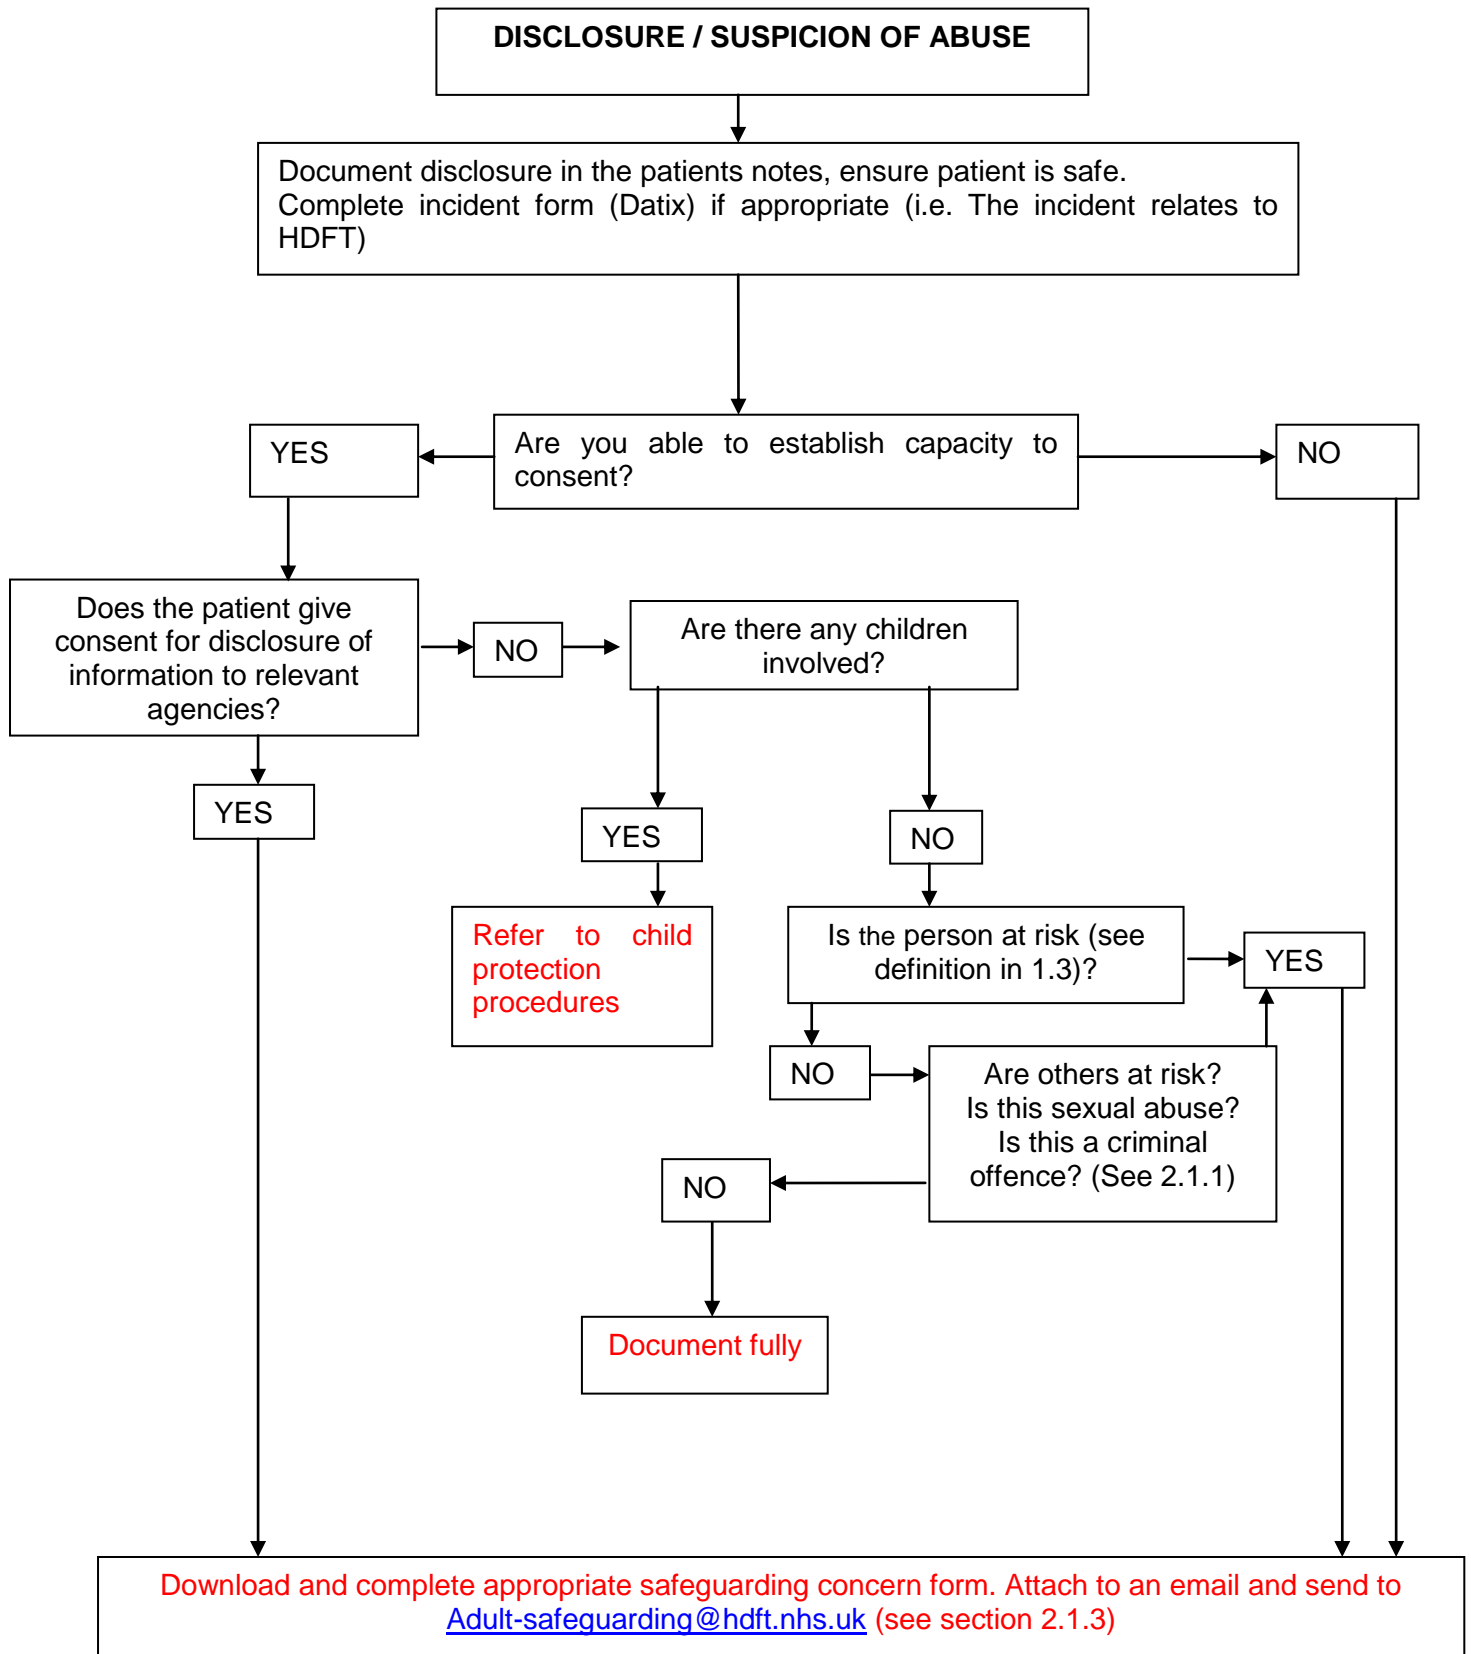 DISCLOSURE / SUSPICION OF ABUSE
Document disclosure in the patients notes, ensure patient is safe.
Complete incident form (Datix) if appropriate (i.e. The incident relates to
HDFT)
YES
Are you able to establish capacity to
consent?
NO
Does the patient give
consent for disclosure of
information to relevant
agencies?
NO
Are there any children
involved?
YES
YES
NO
Refer to child
protection
procedures
Is the person at risk (see
definition in 1.3)?
YES
NO
Are others at risk?
Is this sexual abuse?
Is this a criminal
offence? (See 2.1.1)
NO
Document fully
Download and complete appropriate safeguarding concern form. Attach to an email and send to
Adult-safeguarding@hdft.nhs.uk (see section 2.1.3)